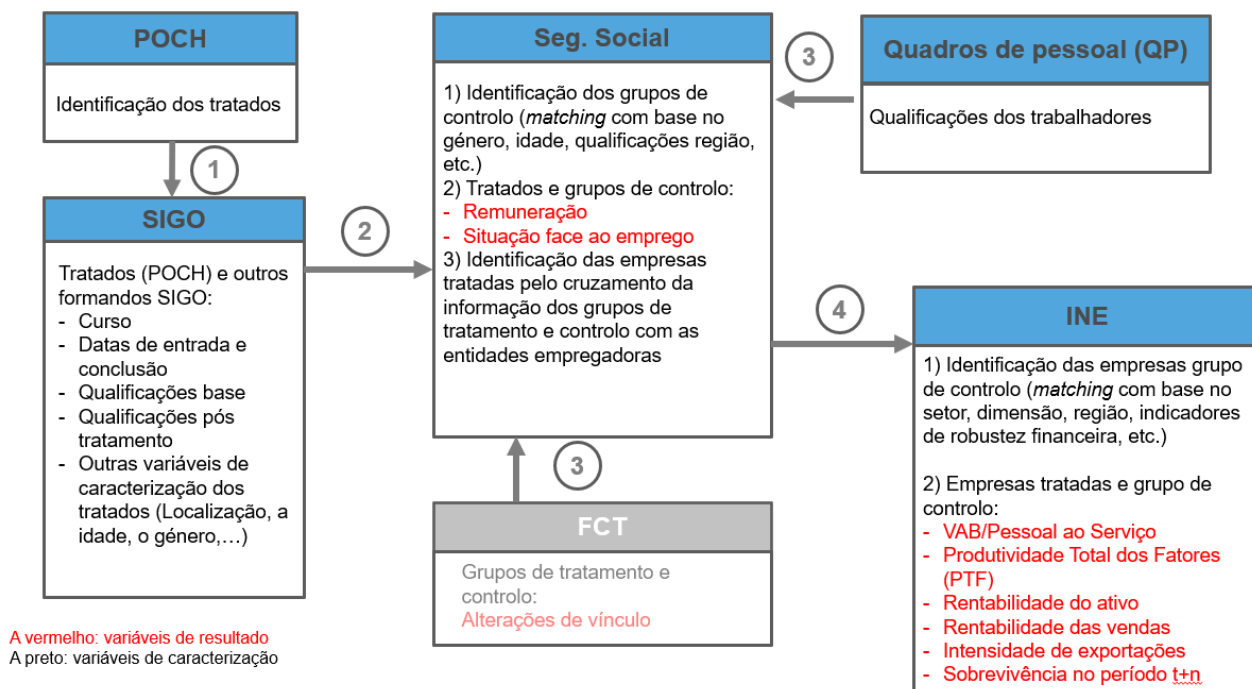 POCH
Identificação dos tratados
1
SIGO
Tratados (POCH) e outros
formandos SIGO:
- Curso
- Datas de entrada e
conclusão
- Qualificações base
- Qualificações pós
tratamento
- Outras variáveis de
caracterização dos
tratados (Localização, a
idade, o género,…)
2
Seg. Social
1) Identificação dos grupos de
controlo (matching com base no
género, idade, qualificações região,
etc.)
2) Tratados e grupos de controlo:
- Remuneração
- Situação face ao emprego
3) Identificação das empresas
tratadas pelo cruzamento da
informação dos grupos de
tratamento e controlo com as
entidades empregadoras
3
Quadros de pessoal (QP)
Qualificações dos trabalhadores
3
FCT
Grupos de tratamento e
controlo:
Alterações de vínculo
4
INE
1) Identificação das empresas grupo
de controlo (matching com base no
setor, dimensão, região, indicadores
de robustez financeira, etc.)
2) Empresas tratadas e grupo de
controlo:
- VAB/Pessoal ao Serviço
- Produtividade Total dos Fatores
(PTF)
- Rentabilidade do ativo
- Rentabilidade das vendas
- Intensidade de exportações
- Sobrevivência no período t+n
A vermelho: variáveis de resultado
A preto: variáveis de caracterização